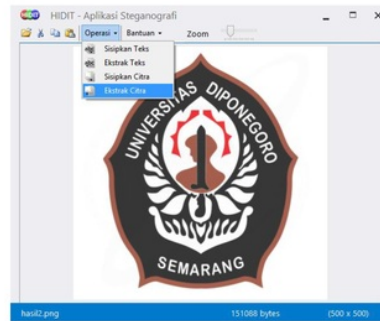 HIDIT - Aplikasi Steganografi
Operasi Bantuan Zoom
Sisipkan Teks
Ekstrak Teks
Sisipkan Citra
Ekstrak Citra
UNIVERSITAS DIPONEGORO
SEMARANG
hasil2.png 151088 bytes (500 x 500)